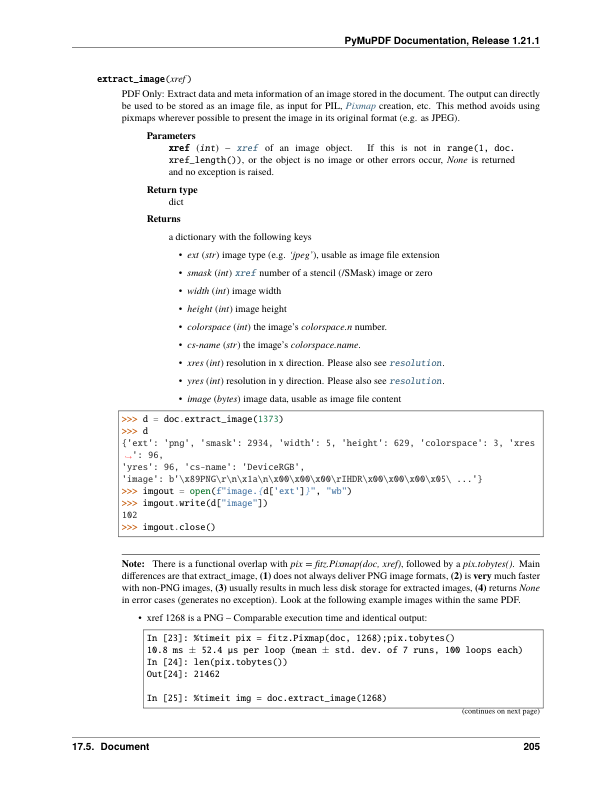 PyMuPDF Documentation, Release 1.21.1
extract_image(xref)
PDF Only: Extract data and meta information of an image stored in the document. The output can directly
be used to be stored as an image file, as input for PIL, Pixmap creation, etc. This method avoids using
pixmaps wherever possible to present the image in its original format (e.g. as JPEG).
Parameters
xref (int) – xref of an image object. If this is not in range(1, doc.
xref_length()), or the object is no image or other errors occur, None is returned
and no exception is raised.
Return type
dict
Returns
a dictionary with the following keys
• ext (str) image type (e.g. ‘jpeg’), usable as image file extension
• smask (int) xref number of a stencil (/SMask) image or zero
• width (int) image width
• height (int) image height
• colorspace (int) the image’s colorspace.n number.
• cs-name (str) the image’s colorspace.name.
• xres (int) resolution in x direction. Please also see resolution.
• yres (int) resolution in y direction. Please also see resolution.
• image (bytes) image data, usable as image file content
>>> d = doc.extract_image(1373)
>>> d
{'ext': 'png', 'smask': 2934, 'width': 5, 'height': 629, 'colorspace': 3, 'xres
→': 96,
'yres': 96, 'cs-name': 'DeviceRGB',
'image': b'\x89PNG\r\n\x1a\n\x00\x00\x00\rIHDR\x00\x00\x00\x05\ ...'}
>>> imgout = open(f"image.{d['ext']}", "wb")
>>> imgout.write(d["image"])
102
>>> imgout.close()
Note: There is a functional overlap with pix = fitz.Pixmap(doc, xref), followed by a pix.tobytes(). Main
differences are that extract_image, (1) does not always deliver PNG image formats, (2) is very much faster
with non-PNG images, (3) usually results in much less disk storage for extracted images, (4) returns None
in error cases (generates no exception). Look at the following example images within the same PDF.
• xref 1268 is a PNG – Comparable execution time and identical output:
In [23]: %timeit pix = fitz.Pixmap(doc, 1268);pix.tobytes()
10.8 ms ± 52.4 µs per loop (mean ± std. dev. of 7 runs, 100 loops each)
In [24]: len(pix.tobytes())
Out[24]: 21462
In [25]: %timeit img = doc.extract_image(1268)
(continues on next page)
17.5. Document 205